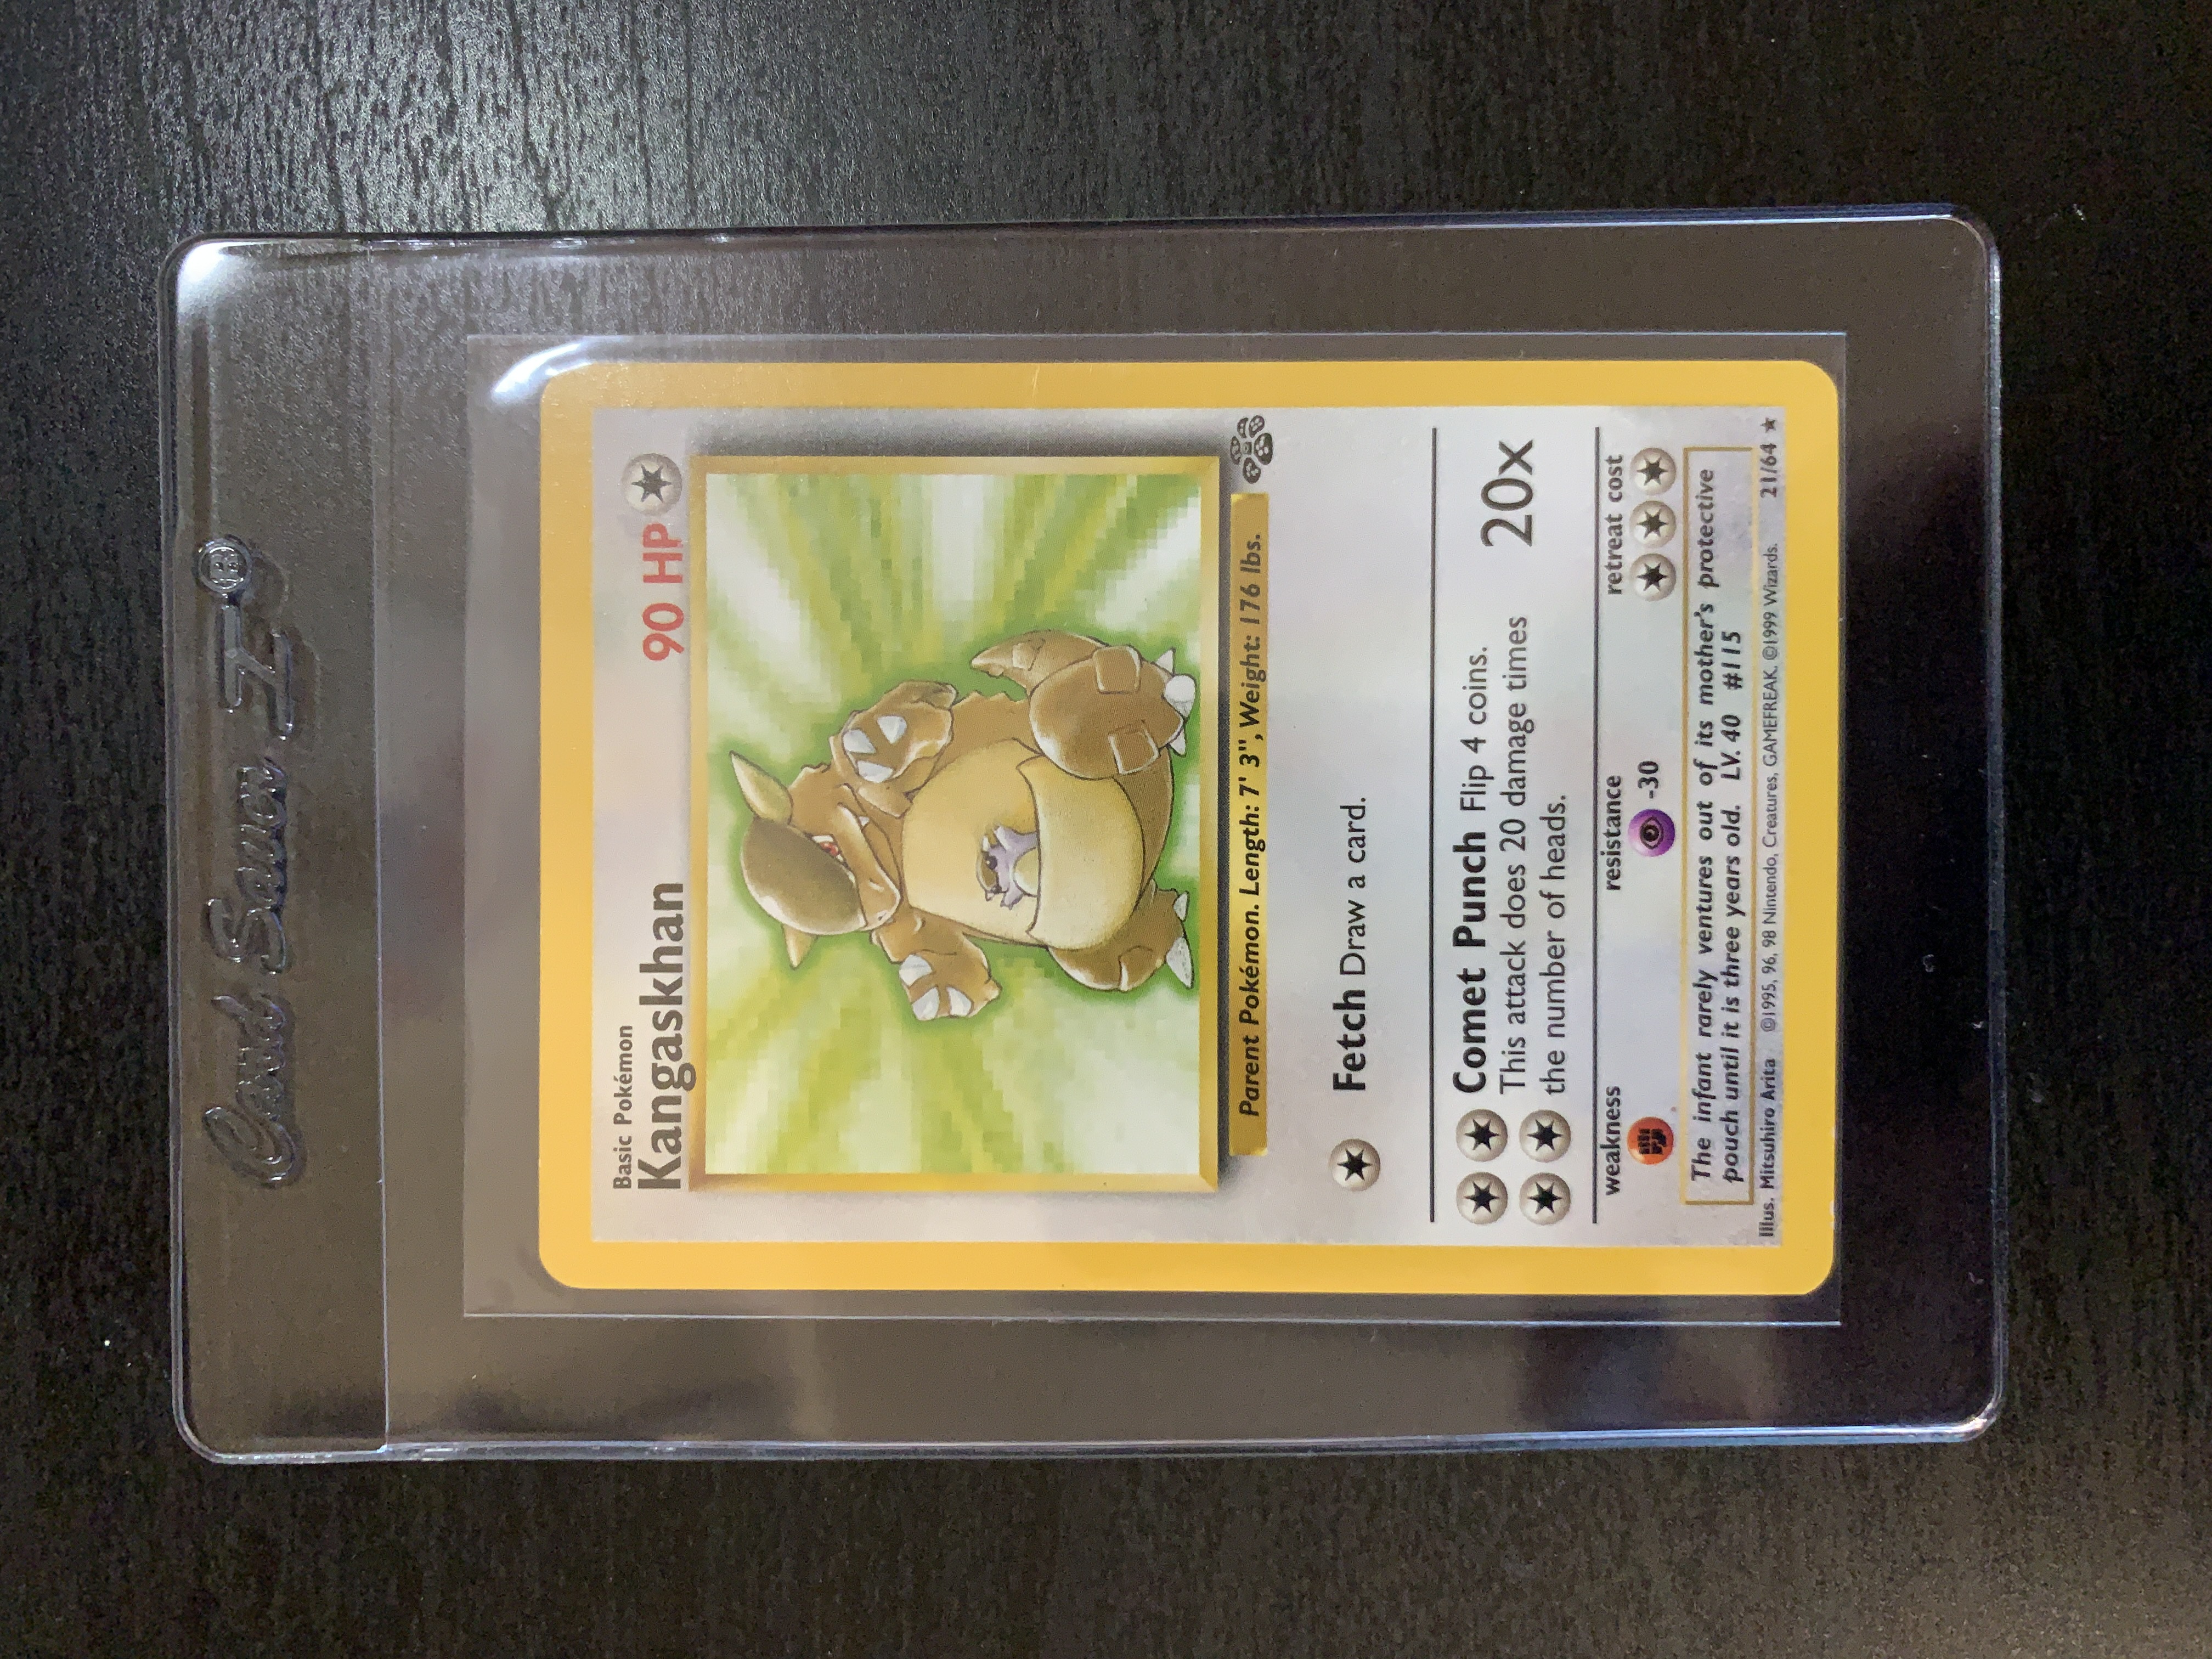 Card Saver I®
Basic Pokémon
Kangaskhan 90 HP
Parent Pokémon. Length: 7' 3", Weight: 176 lbs.
Fetch Draw a card.
Comet Punch Flip 4 coins.
This attack does 20 damage times
the number of heads.
20x
weakness resistance retreat cost
-30
The infant rarely ventures out of its mother's protective
pouch until it is three years old. LV. 40 #115
Illus. Mitsuhiro Arita ©1995, 96, 98 Nintendo, Creatures, GAMEFREAK. ©1999 Wizards. 21/64 ★